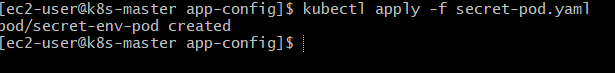 [ec2-user@k8s-master app-config]$ kubectl apply -f secret-pod.yaml
pod/secret-env-pod created
[ec2-user@k8s-master app-config]$